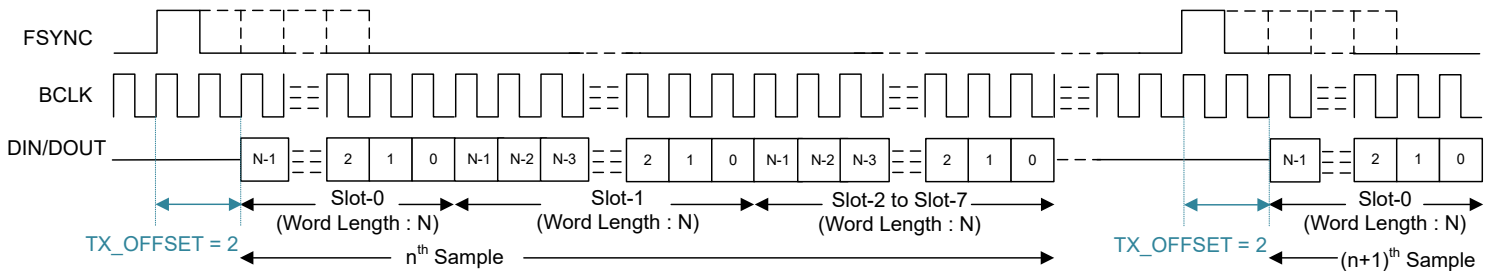 FSYNC
BCLK
DIN/DOUT N-1 2 1 0 N-1 N-2 N-3 2 1 0 N-1 N-2 N-3 2 1 0 N-1 2 1 0
Slot-0 Slot-1 Slot-2 to Slot-7 Slot-0
(Word Length : N) (Word Length : N) (Word Length : N) (Word Length : N)
TX_OFFSET = 2 TX_OFFSET = 2
nth Sample (n+1)th Sample